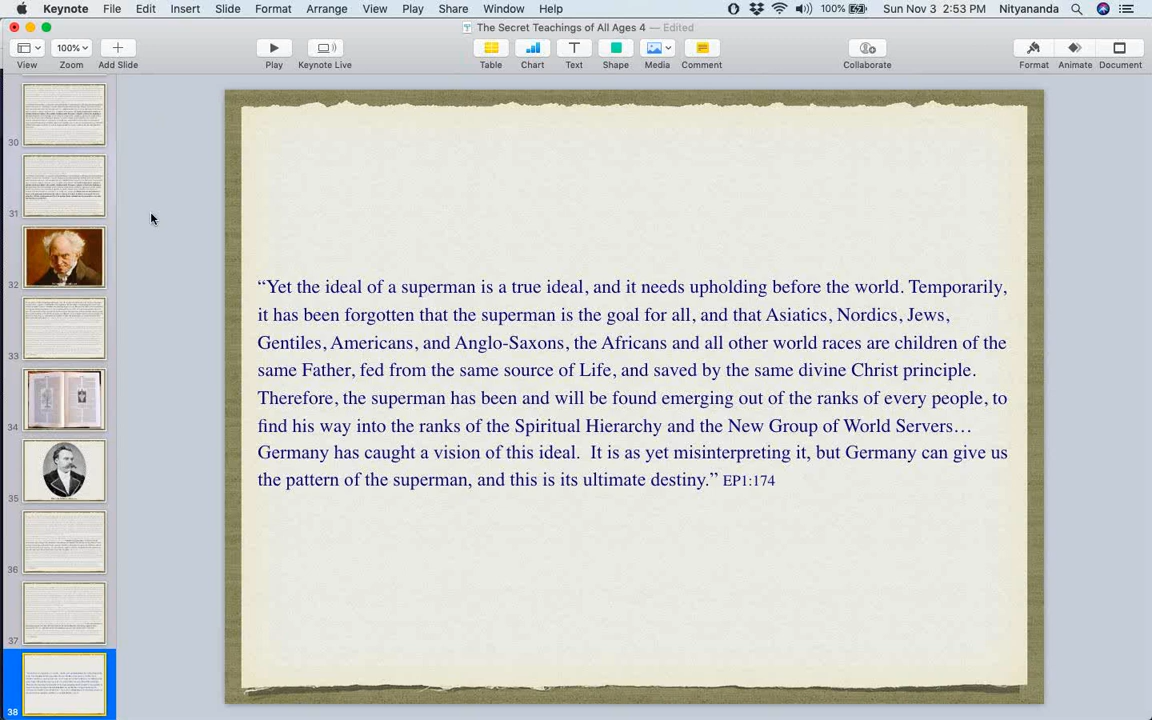 Keynote File Edit Insert Slide Format Arrange View Play Share Window Help 100% Sun Nov 3 2:53 PM Nityananda
The Secret Teachings of All Ages 4 — Edited
100%
View Zoom Add Slide Play Keynote Live Table Chart Text Shape Media Comment Collaborate Format Animate Document
30
31
32
33
34
35
36
37
38
“Yet the ideal of a superman is a true ideal, and it needs upholding before the world. Temporarily,
it has been forgotten that the superman is the goal for all, and that Asiatics, Nordics, Jews,
Gentiles, Americans, and Anglo-Saxons, the Africans and all other world races are children of the
same Father, fed from the same source of Life, and saved by the same divine Christ principle.
Therefore, the superman has been and will be found emerging out of the ranks of every people, to
find his way into the ranks of the Spiritual Hierarchy and the New Group of World Servers…
Germany has caught a vision of this ideal. It is as yet misinterpreting it, but Germany can give us
the pattern of the superman, and this is its ultimate destiny.” EP1:174